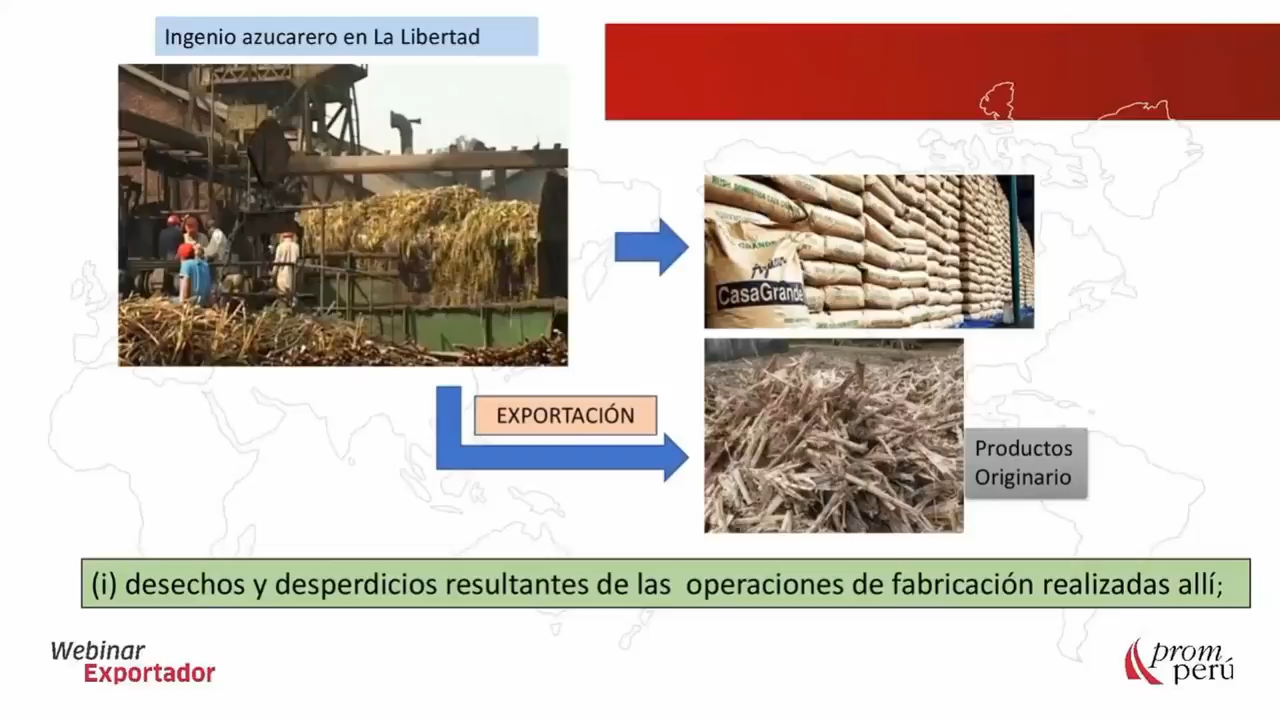 Ingenio azucarero en La Libertad
GRANDE
CasaGrande
EXPORTACIÓN
Productos
Originario
(i) desechos y desperdicios resultantes de las operaciones de fabricación realizadas allí;
Webinar
Exportador
prom
perú